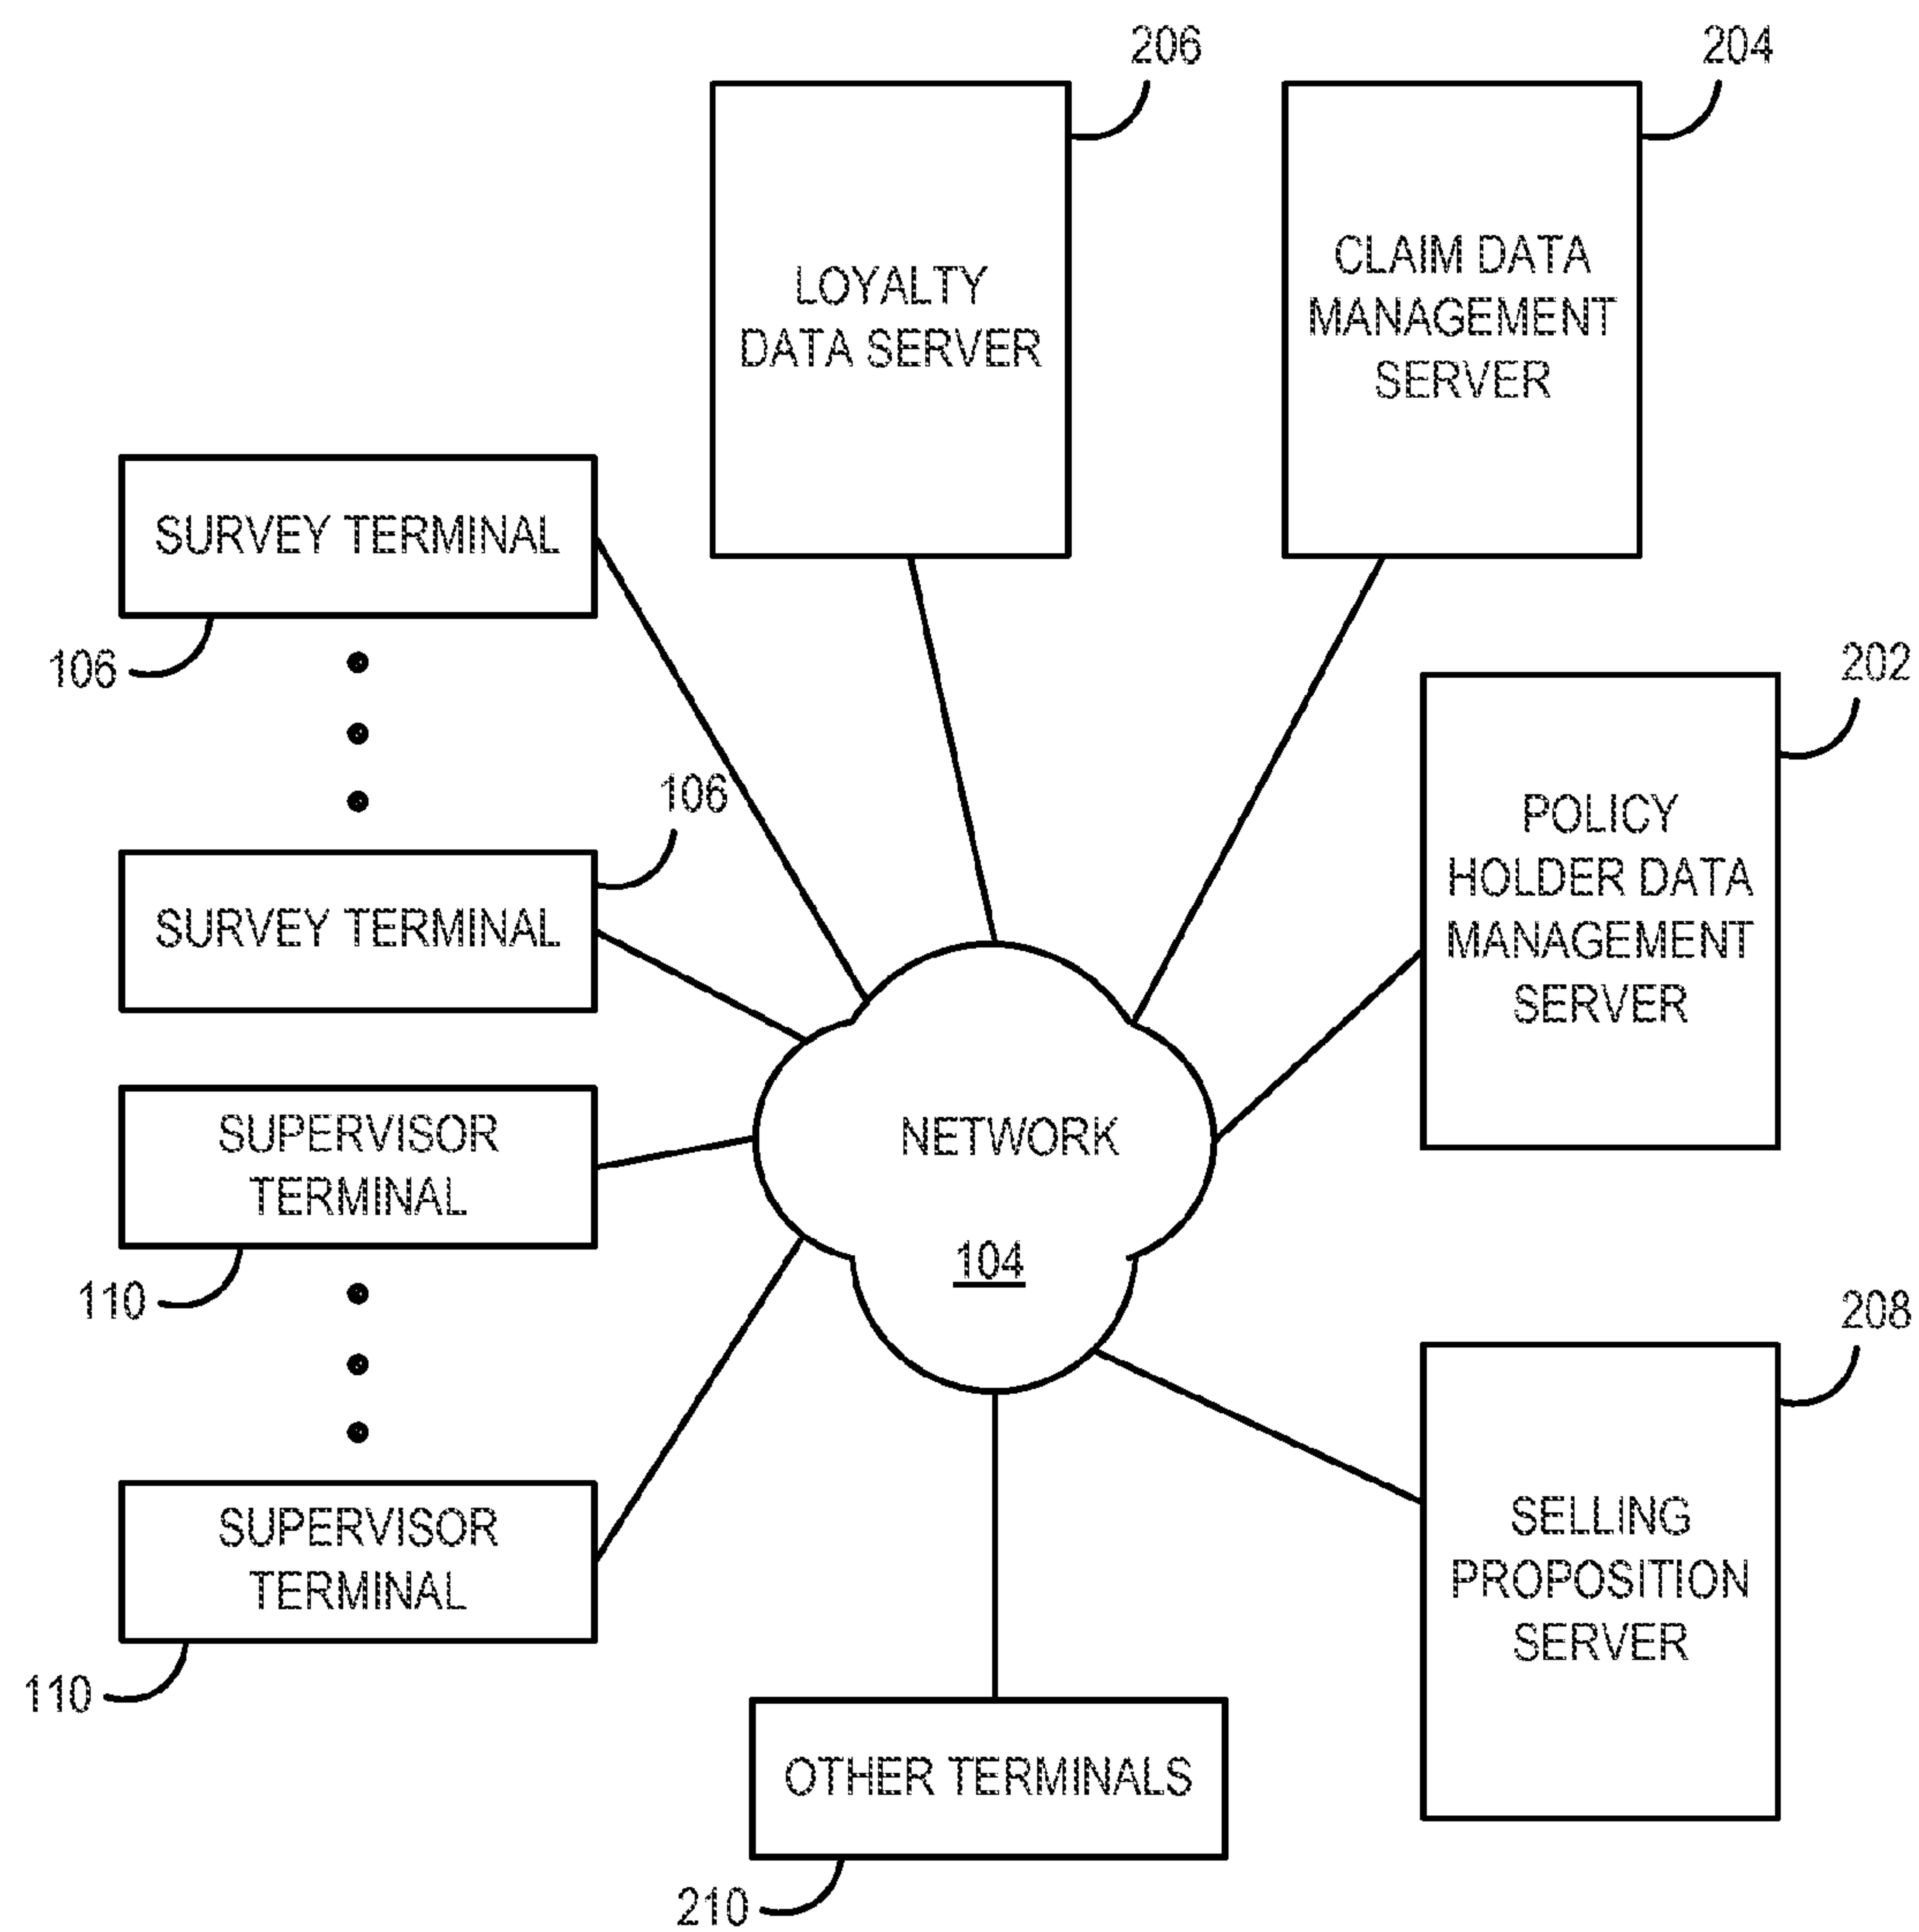 206
204
LOYALTY
DATA SERVER
CLAIM DATA
MANAGEMENT
SERVER
SURVEY TERMINAL
106
202
106
POLICY
HOLDER DATA
MANAGEMENT
SERVER
SURVEY TERMINAL
SUPERVISOR
TERMINAL
NETWORK
104
110
208
SUPERVISOR
TERMINAL
SELLING
PROPOSITION
SERVER
110
OTHER TERMINALS
210